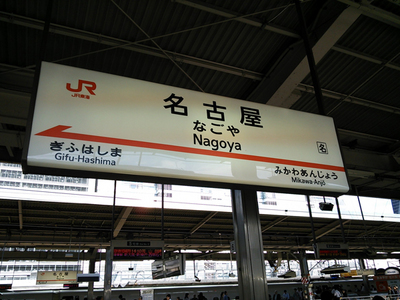 JR
JR東海
名古屋
なごや
Nagoya
名
ぎふはしま
Gifu-Hashima
みかわあんじょう
Mikawa-Anjō